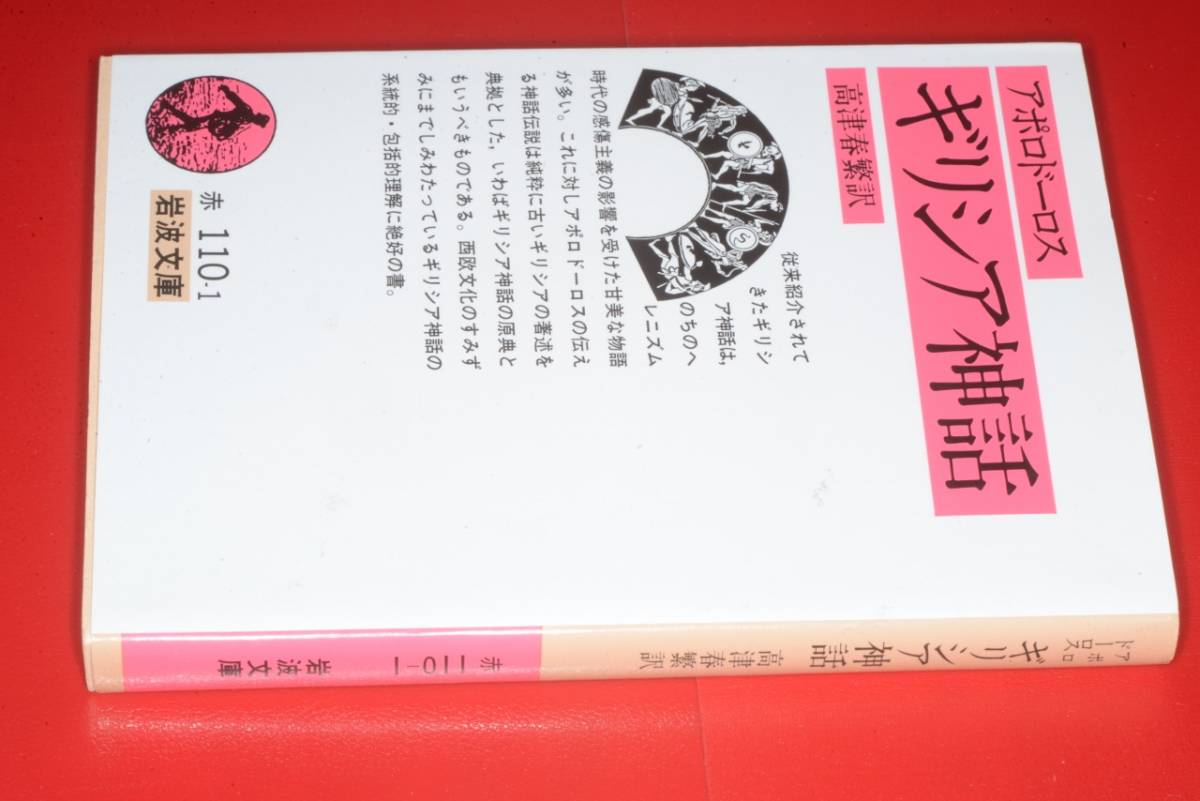 アポロドーロス
ギリシア神話
高津春繁訳
従来紹介されて
きたギリシ
ア神話は,
のちのヘ
レニズム
時代の感傷主義の影響を受けた甘美な物語
が多い。これに対しアポロドーロスの伝え
る神話伝説は純粋に古いギリシアの著述を
典拠とした,いわばギリシア神話の原典と
もいうべきものである。西欧文化のすみず
みにまでしみわたっているギリシア神話の
系統的・包括的理解に絶好の書。
赤 110-1
岩波文庫
アポロドーロス
ギリシア神話
高津春繁訳
赤 一一〇-一
岩波文庫